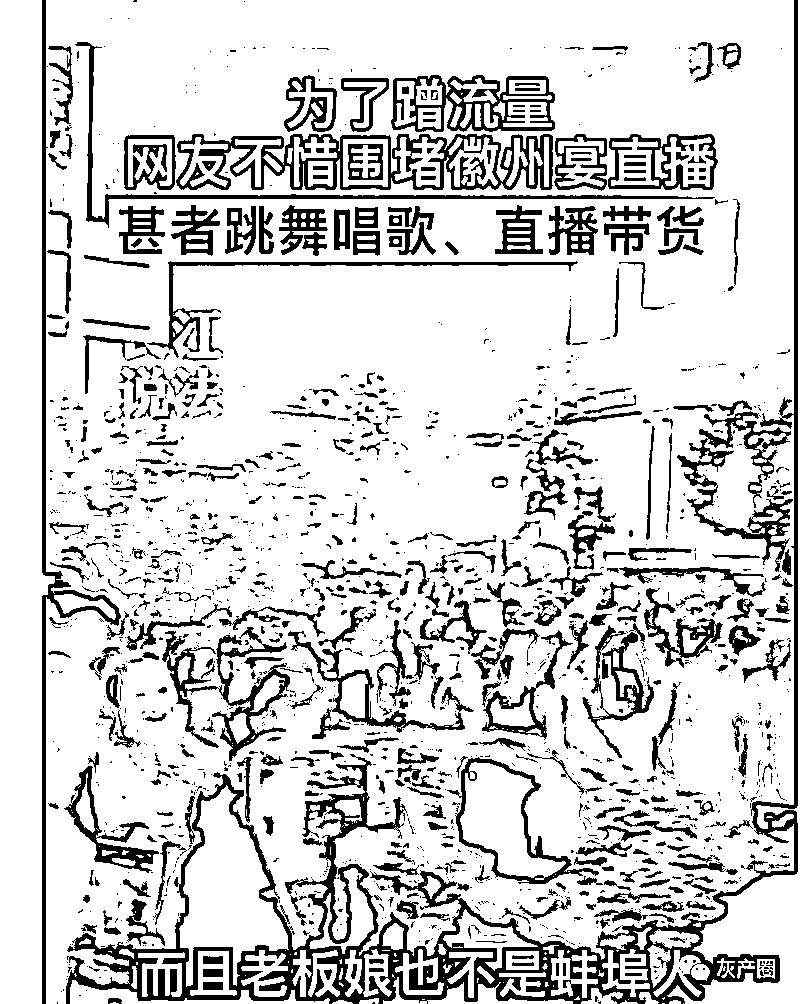 为了蹭流量
网友不惜围堵徽州宴直播
甚者跳舞唱歌、直播带货
江
说法
而且老板娘也不是蚌埠人
灰产圈